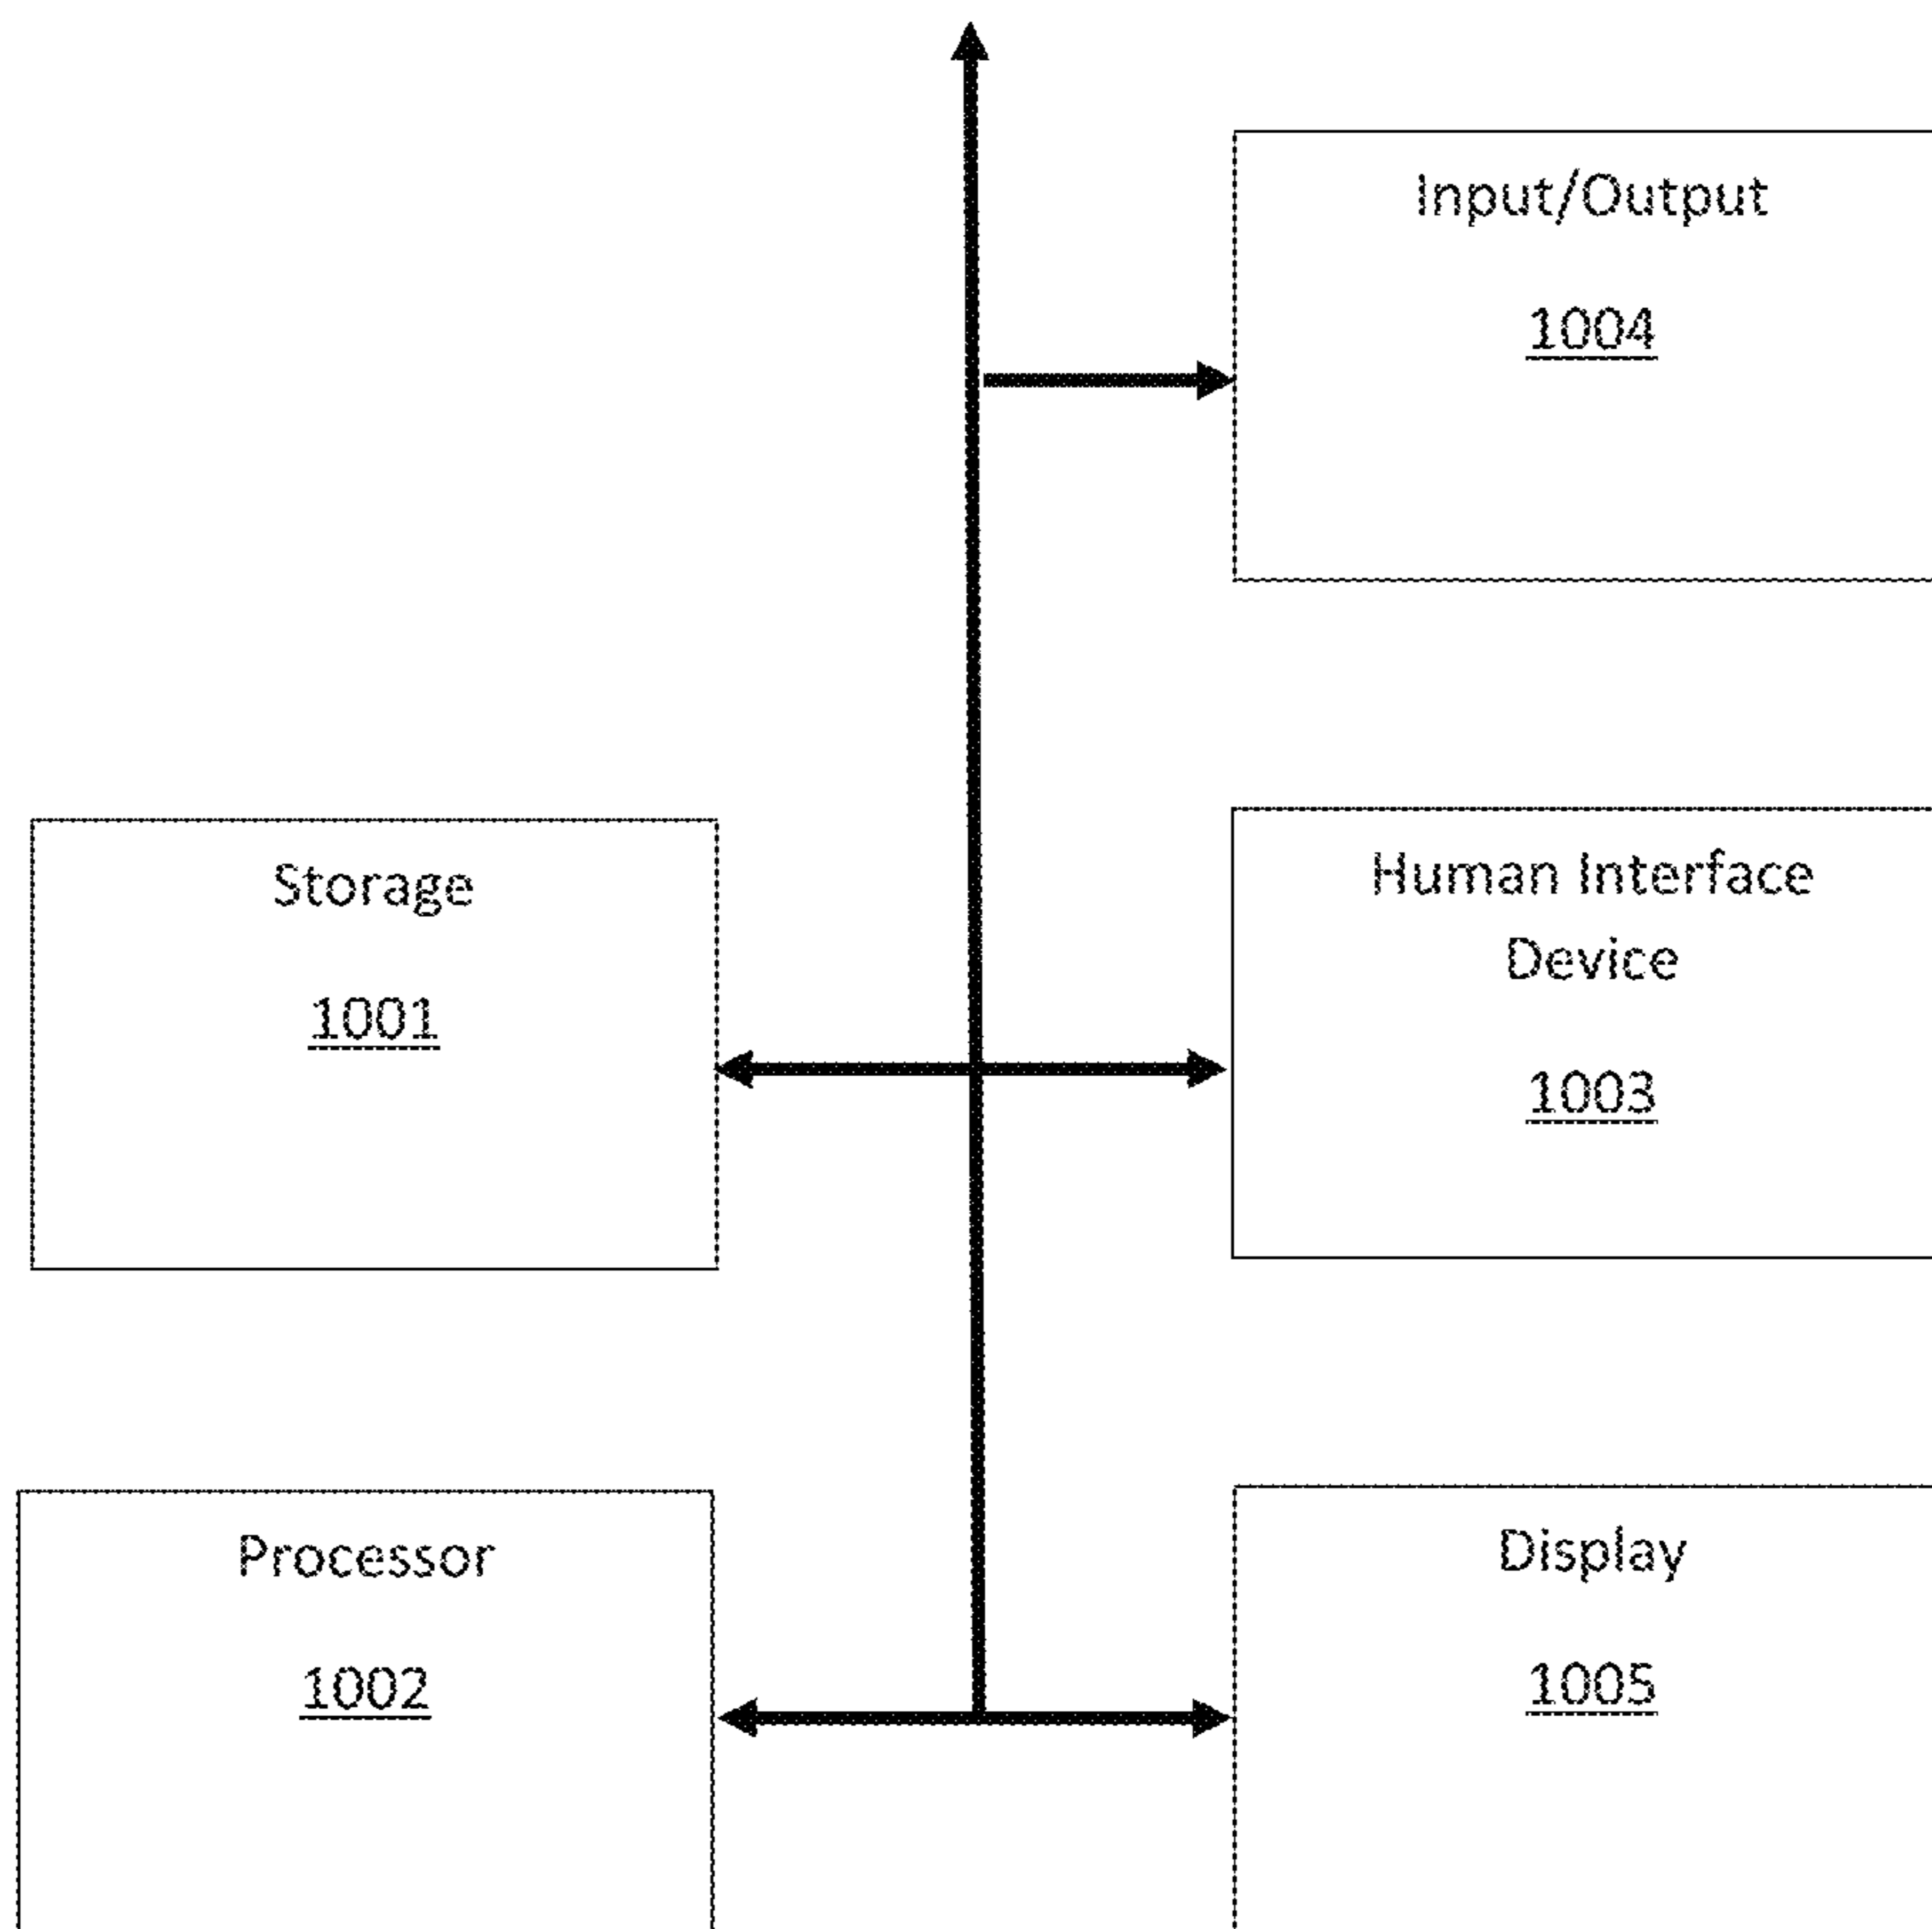 Input/Output
1004
Storage
1001
Human Interface
Device
1003
Processor
1002
Display
1005